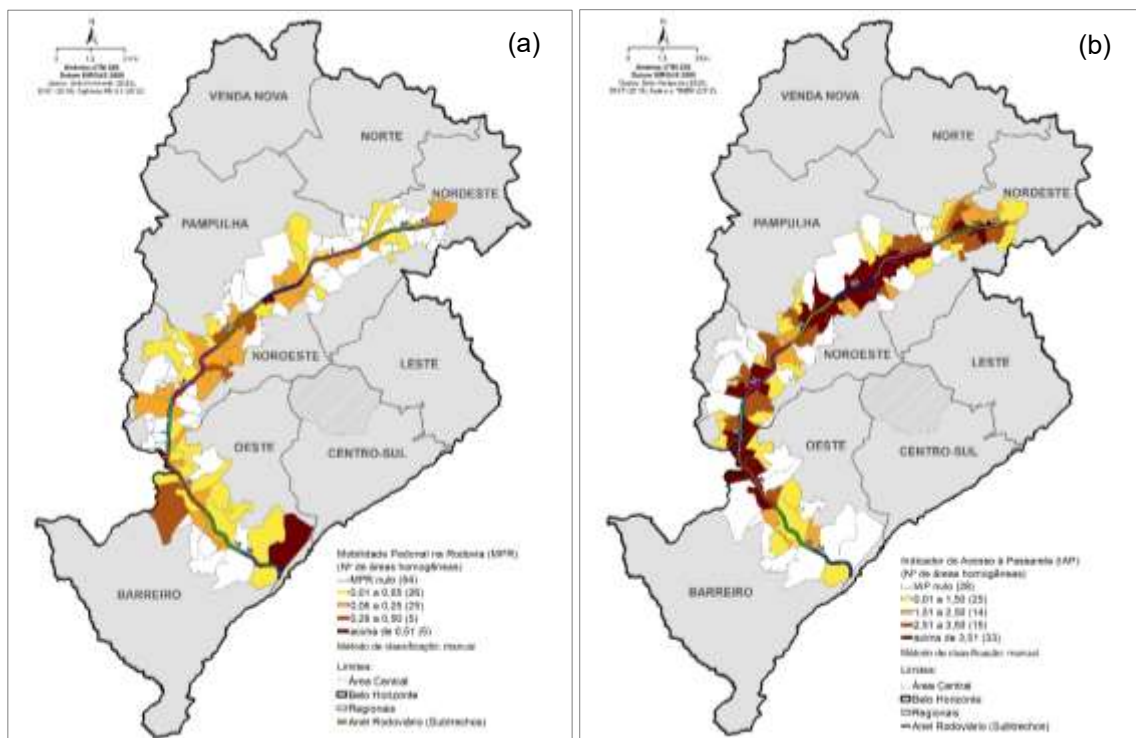 (a)
N
VENDA NOVA
NORTE
NORDESTE
PAMPULHA
NOROESTE
LESTE
OESTE
CENTRO-SUL
BARREIRO
Mobilidade Pedonal na Rodovia (MPR)
(Nº de áreas homogêneas)
MPR nulo
0,01 a 0,05
0,06 a 0,25
0,26 a 0,50 (5)
acima de 0,51
Método de classificação: manual
Limites:
Área Central
Belo Horizonte
Regionais
Anel Rodoviário (Subtrechos)
(b)
N
VENDA NOVA
NORTE
NORDESTE
PAMPULHA
NOROESTE
LESTE
OESTE
CENTRO-SUL
BARREIRO
Indicador de Acesso à Passarela (IAP)
(Nº de áreas homogêneas)
IAP nulo (28)
0,01 a 1,50 (25)
1,51 a 2,50 (14)
2,51 a 3,50
acima de 3,51 (33)
Método de classificação: manual
Limites:
Área Central
Belo Horizonte
Regionais
Anel Rodoviário (Subtrechos)